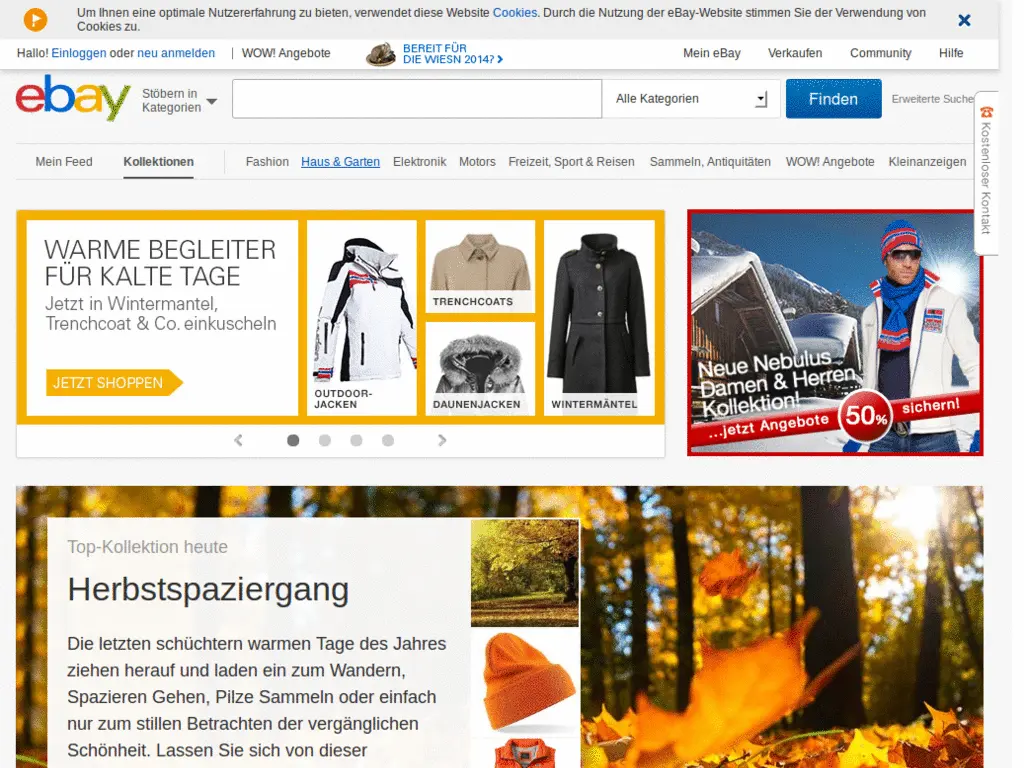 Um Ihnen eine optimale Nutzererfahrung zu bieten, verwendet diese Website Cookies. Durch die Nutzung der eBay-Website stimmen Sie der Verwendung von
Cookies zu.
Hallo! Einloggen oder neu anmelden | WOW! Angebote
BEREIT FÜR
DIE WIESN 2014?
Mein eBay Verkaufen Community Hilfe
ebay
Stöbern in
Kategorien
Alle Kategorien
Finden
Erweiterte Suche
Kostenloser Kontakt
Mein Feed Kollektionen Fashion Haus & Garten Elektronik Motors Freizeit, Sport & Reisen Sammeln, Antiquitäten WOW! Angebote Kleinanzeigen
WARME BEGLEITER
FÜR KALTE TAGE
Jetzt in Wintermantel,
Trenchcoat & Co. einkuscheln
JETZT SHOPPEN
OUTDOOR-
JACKEN
TRENCHCOATS
DAUNENJACKEN
WINTERMÄNTEL
Neue Nebulus
Damen & Herren
Kollektion!
...jetzt Angebote 50% sichern!
Top-Kollektion heute
Herbstspaziergang
Die letzten schüchtern warmen Tage des Jahres
ziehen herauf und laden ein zum Wandern,
Spazieren Gehen, Pilze Sammeln oder einfach
nur zum stillen Betrachten der vergänglichen
Schönheit. Lassen Sie sich von dieser